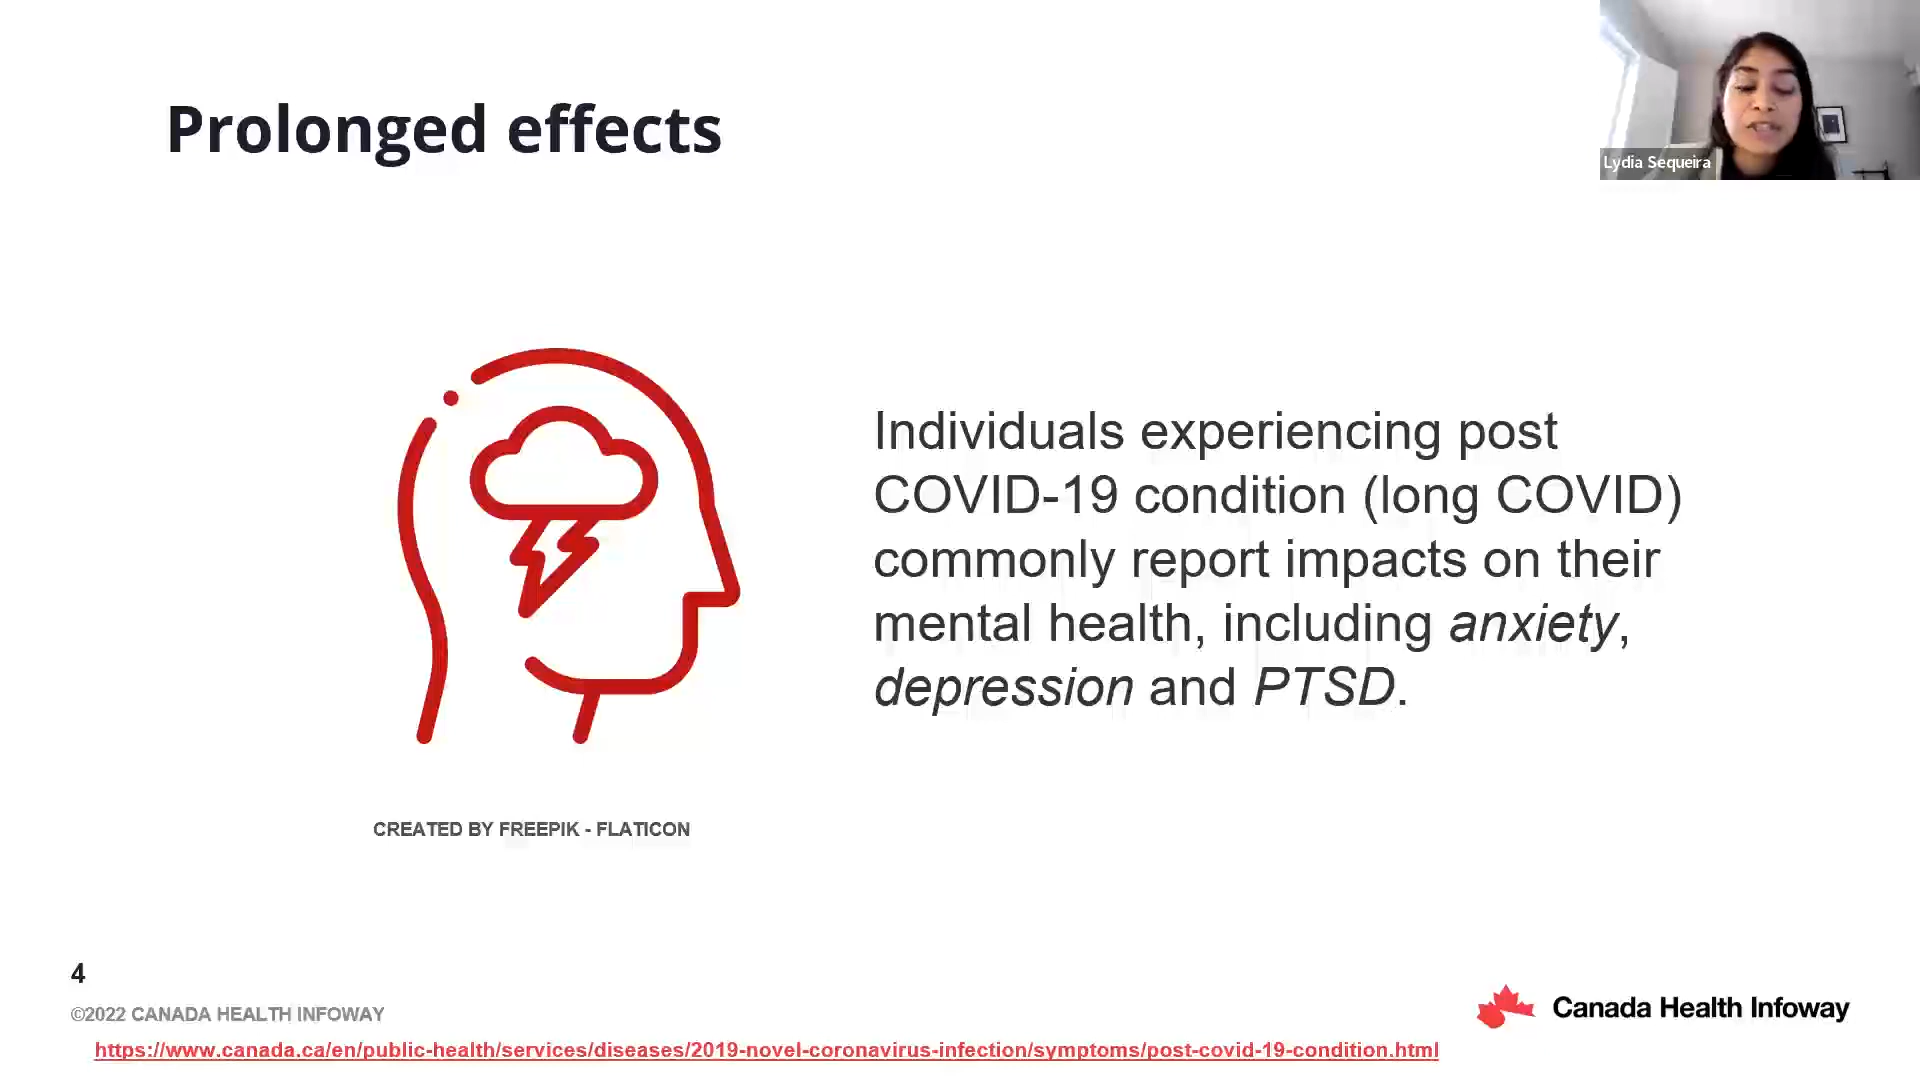 Prolonged effects
Lydia Sequeira
Individuals experiencing post
COVID-19 condition (long COVID)
commonly report impacts on their
mental health, including anxiety,
depression and PTSD.
CREATED BY FREEPIK - FLATICON
4
©2022 CANADA HEALTH INFOWAY
Canada Health Infoway
https://www.canada.ca/en/public-health/services/diseases/2019-novel-coronavirus-infection/symptoms/post-covid-19-condition.html